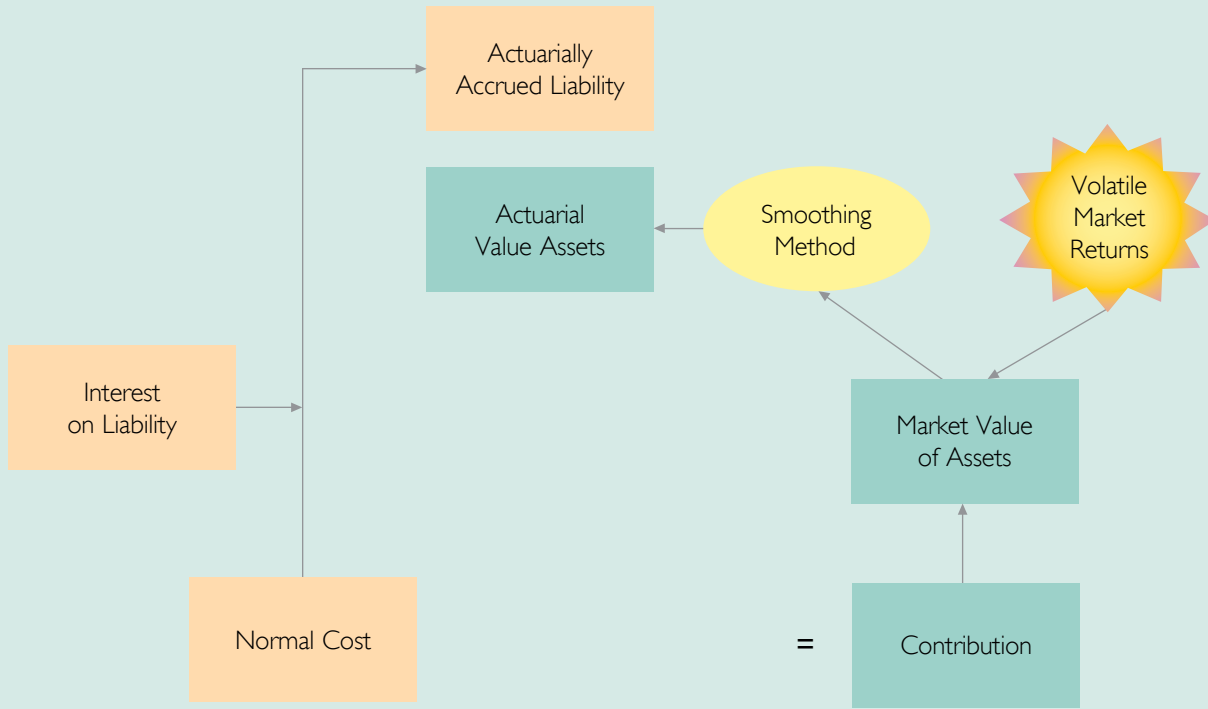 Actuarially
Accrued Liability
Actuarial
Value Assets
Smoothing
Method
Volatile
Market
Returns
Interest
on Liability
Market Value
of Assets
Normal Cost
=
Contribution